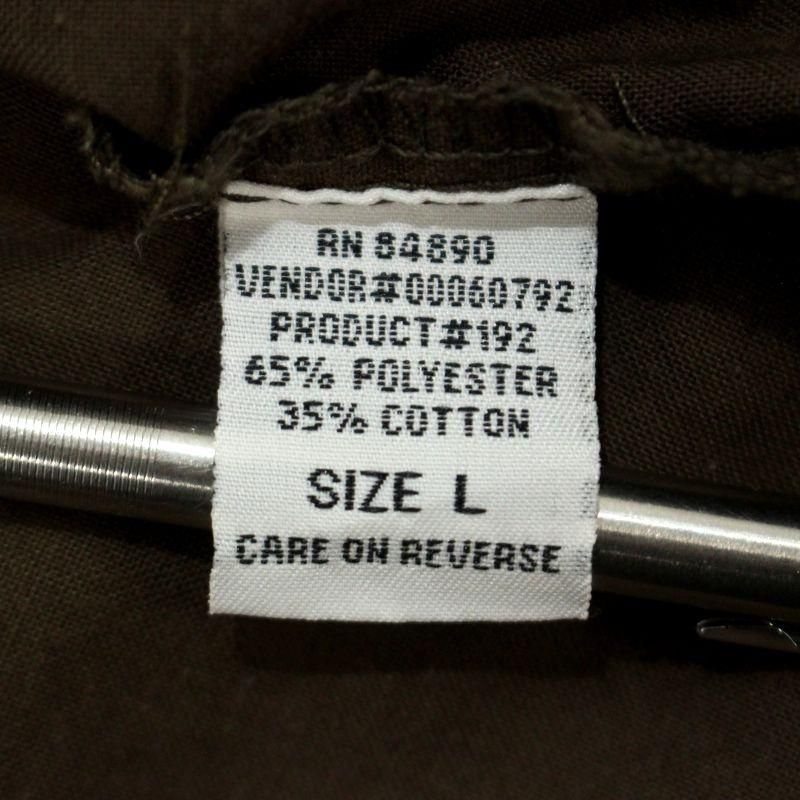 RN 84890
VENDOR#00060792
PRODUCT#192
65% POLYESTER
35% COTTON
SIZE L
CARE ON REVERSE